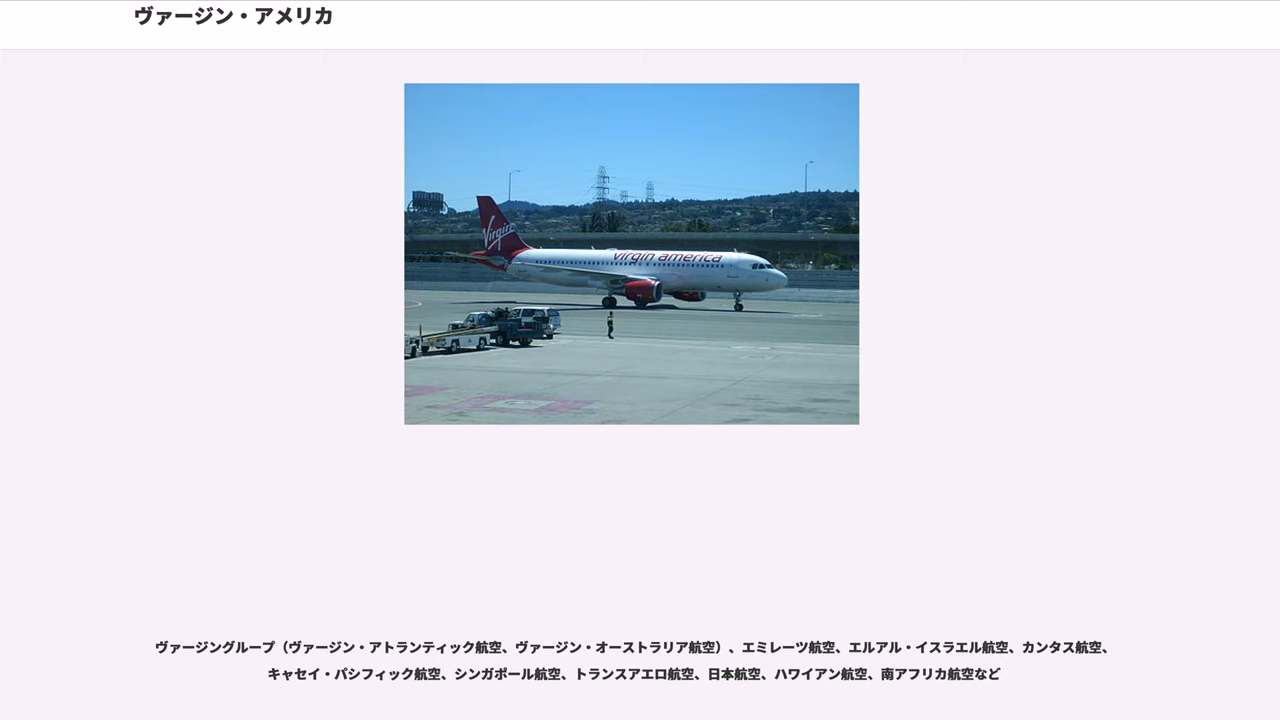 ヴァージン・アメリカ
Virgin
virgin america
ヴァージングループ（ヴァージン・アトランティック航空、ヴァージン・オーストラリア航空）、エミレーツ航空、エルアル・イスラエル航空、カンタス航空、
キャセイ・パシフィック航空、シンガポール航空、トランスアエロ航空、日本航空、ハワイアン航空、南アフリカ航空など